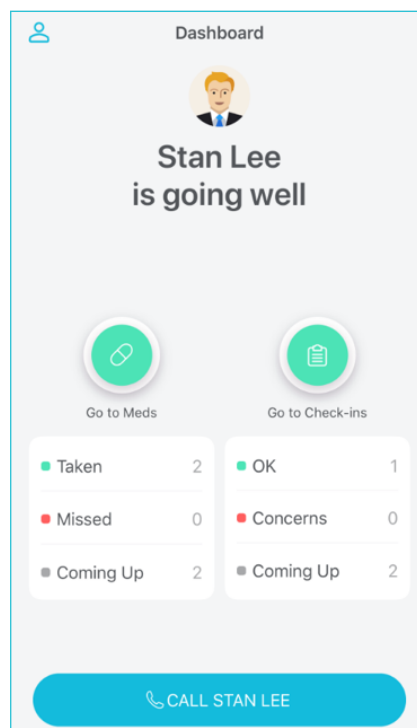 Dashboard
Stan Lee
is going well
Go to Meds
Go to Check-ins
Taken 2
Missed 0
Coming Up 2
OK 1
Concerns 0
Coming Up 2
CALL STAN LEE